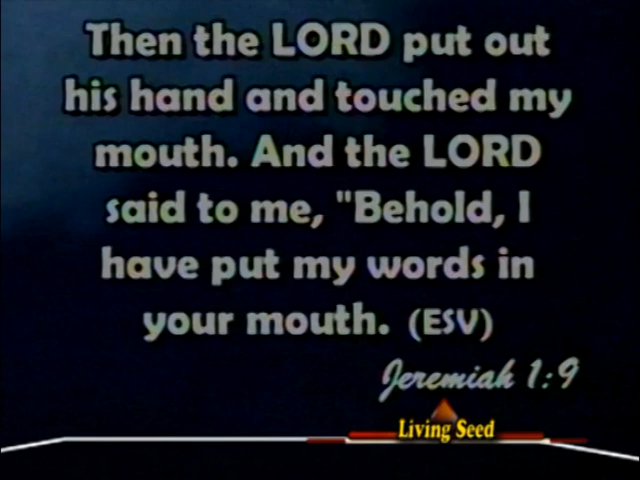 Then the LORD put out
his hand and touched my
mouth. And the LORD
said to me, "Behold, I
have put my words in
your mouth. (ESV)
Jeremiah 1:9
Living Seed